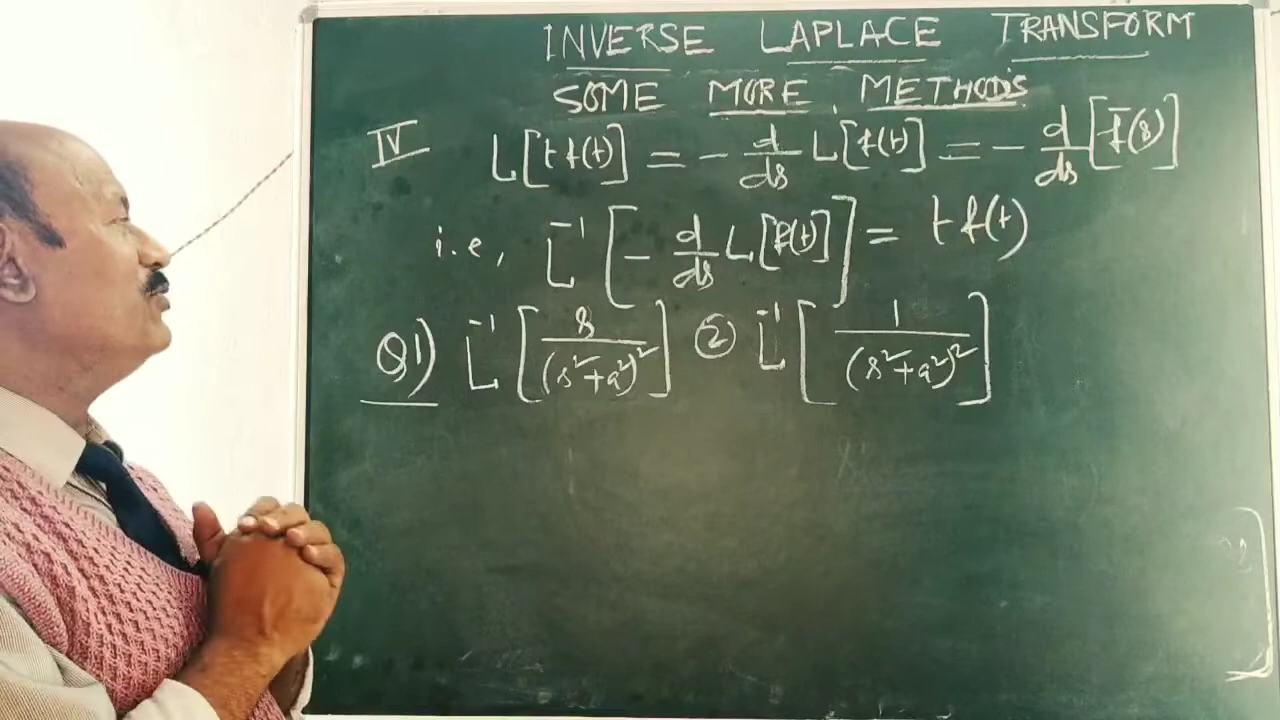 INVERSE LAPLACE TRANSFORM
SOME MORE METHODS
IV L[t f(t)] = - d/ds L[f(t)] = - d/ds [f̄(s)]
i.e, L⁻¹[- d/ds L[f(t)]] = t f(t)
Q1) L⁻¹[s/(s²+a²)²] ② L⁻¹[1/(s²+a²)²]